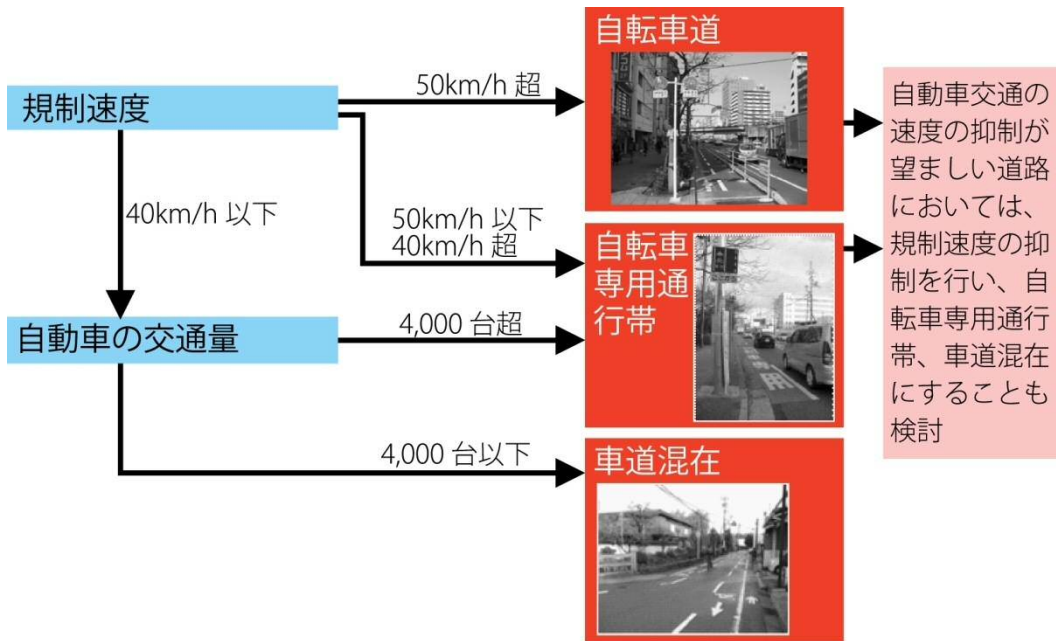 自転車道
50km/h 超
規制速度
40km/h 以下
50km/h 以下
40km/h 超
自転車
専用通
行帯
自動車の交通量
4,000 台超
4,000 台以下
車道混在
自動車交通の
速度の抑制が
望ましい道路
においては、
規制速度の抑
制を行い、自
転車専用通行
帯、車道混在
にすることも
検討